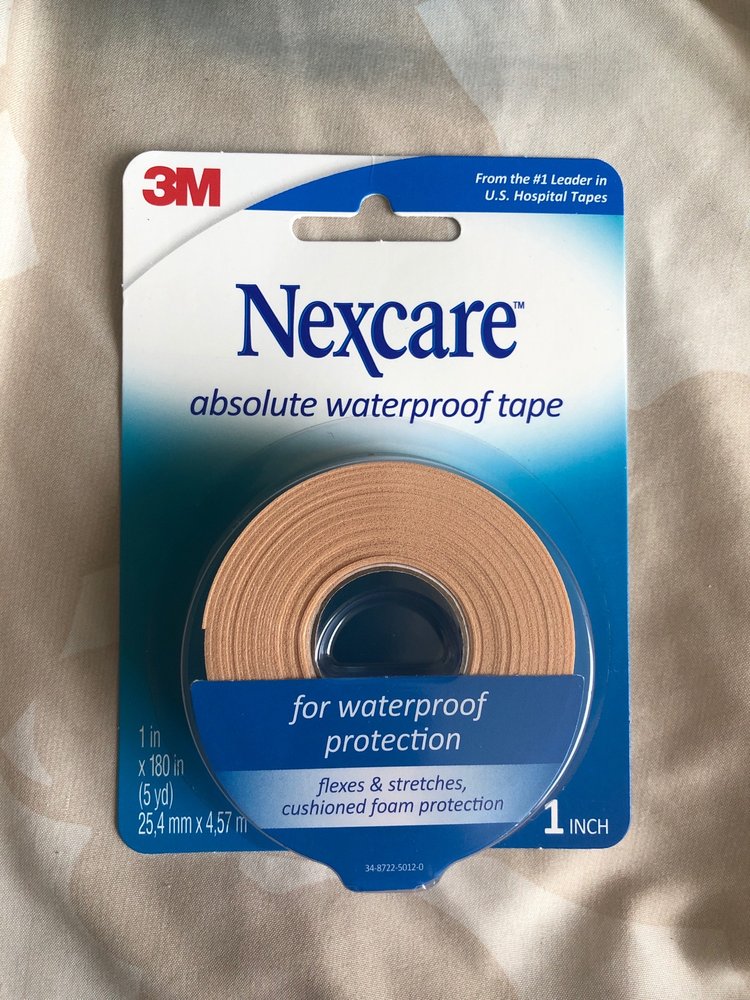 3M
From the #1 Leader in
U.S. Hospital Tapes
Nexcare™
absolute waterproof tape
for waterproof
protection
flexes & stretches,
cushioned foam protection
1 in
x 180 in
(5 yd)
25,4 mm x 4,57 m
1 INCH
34-8722-5012-0